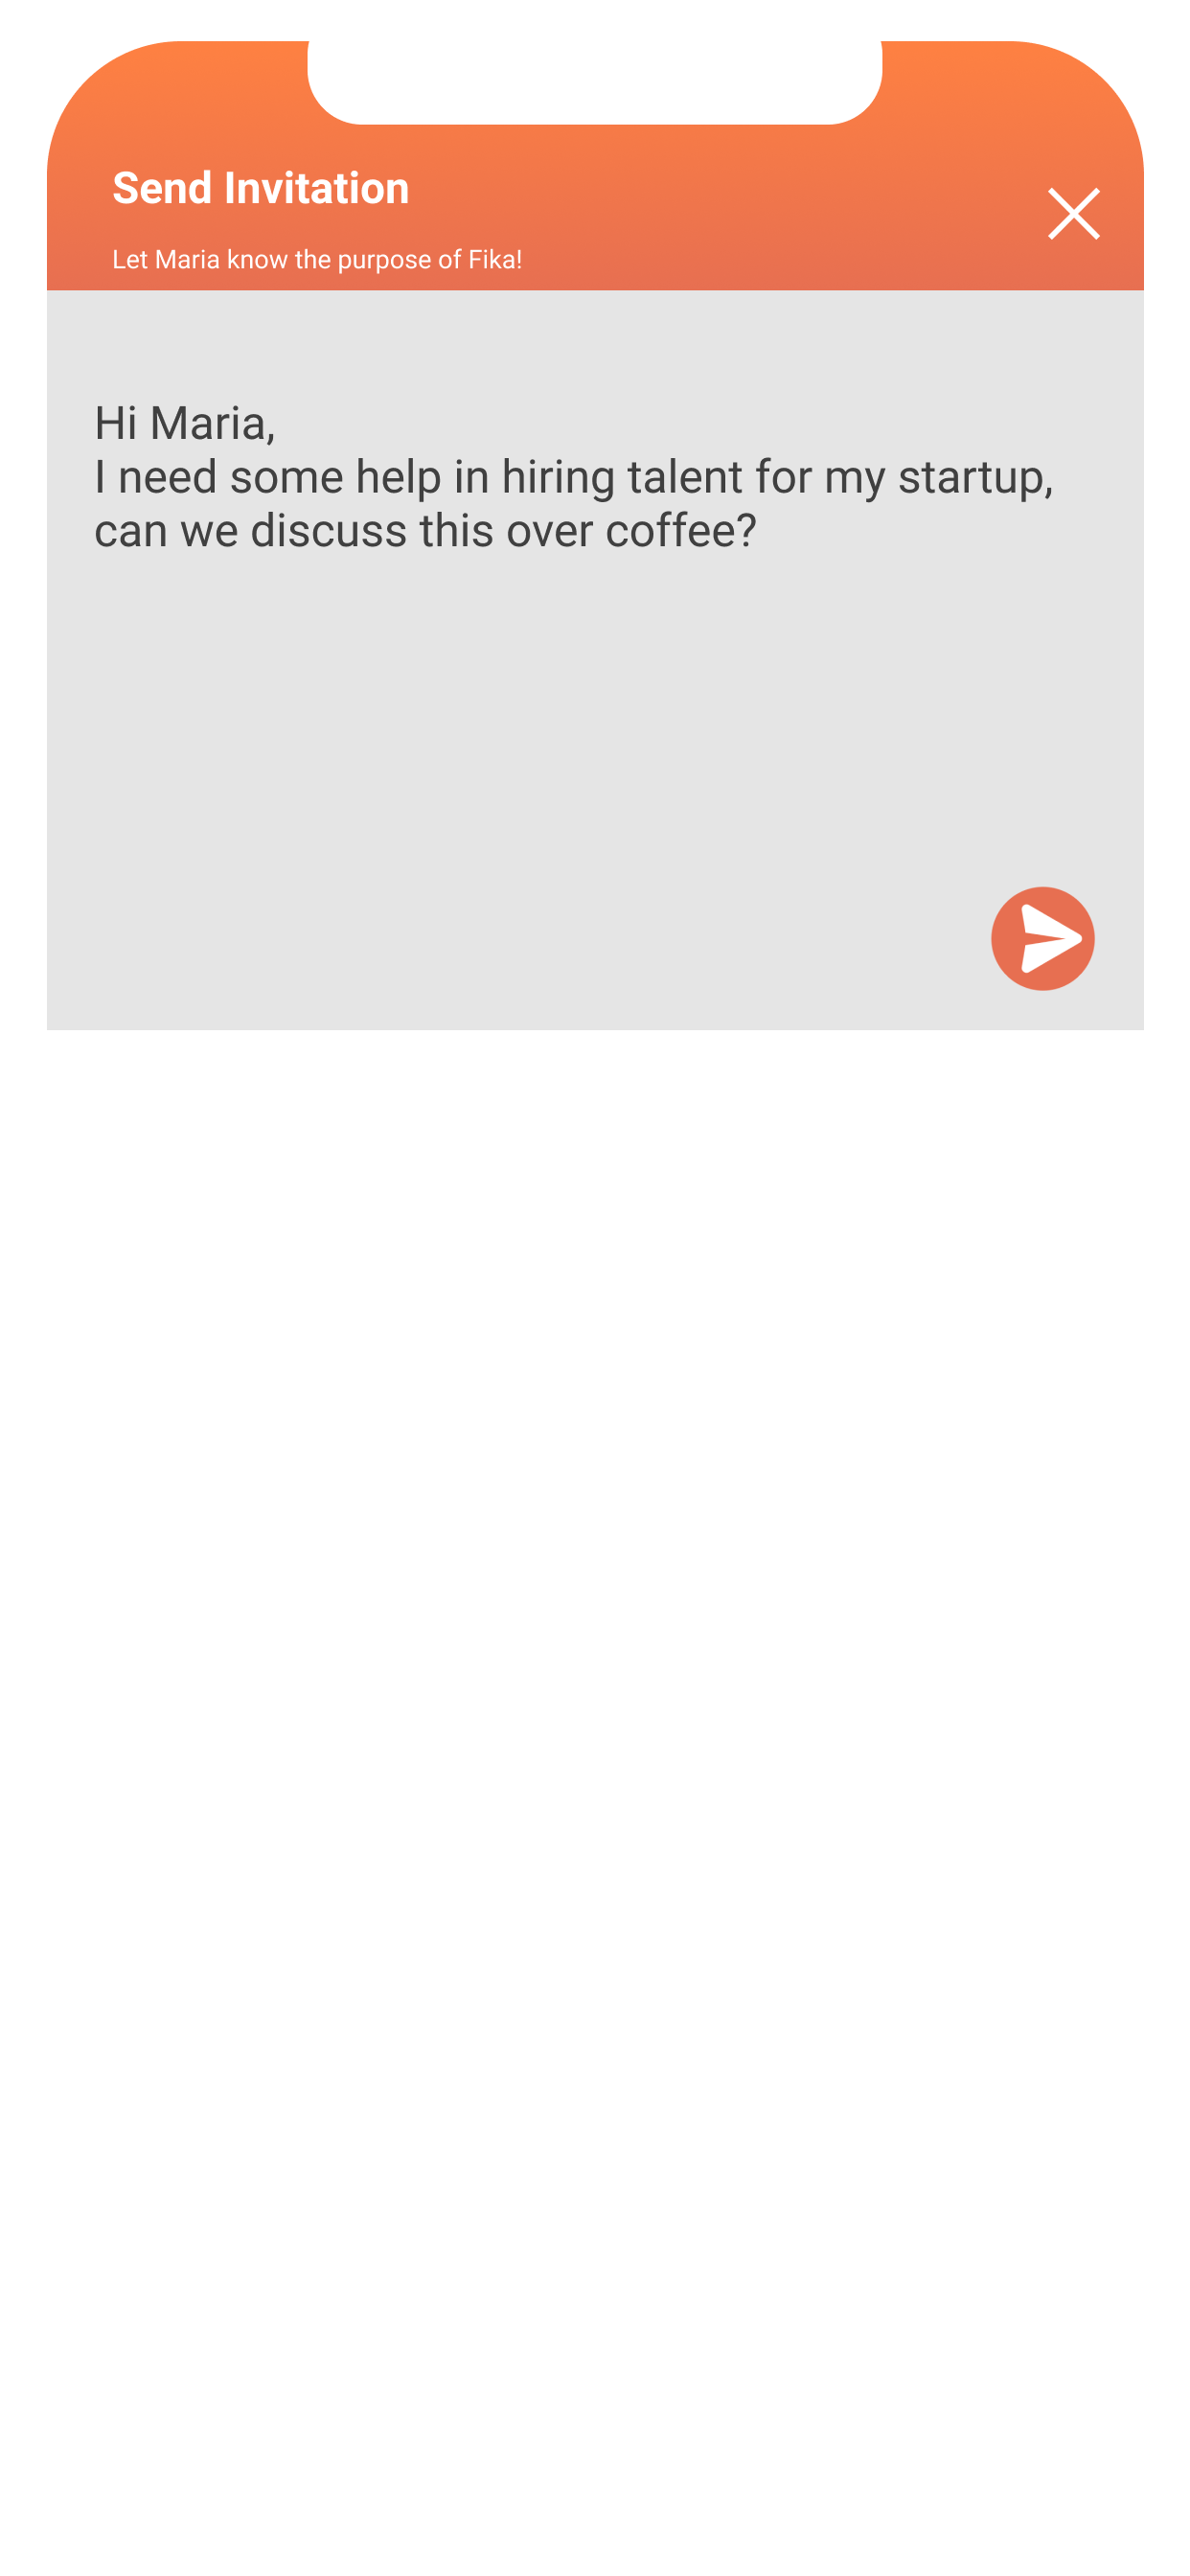 Send Invitation
Let Maria know the purpose of Fika!
Hi Maria,
I need some help in hiring talent for my startup,
can we discuss this over coffee?